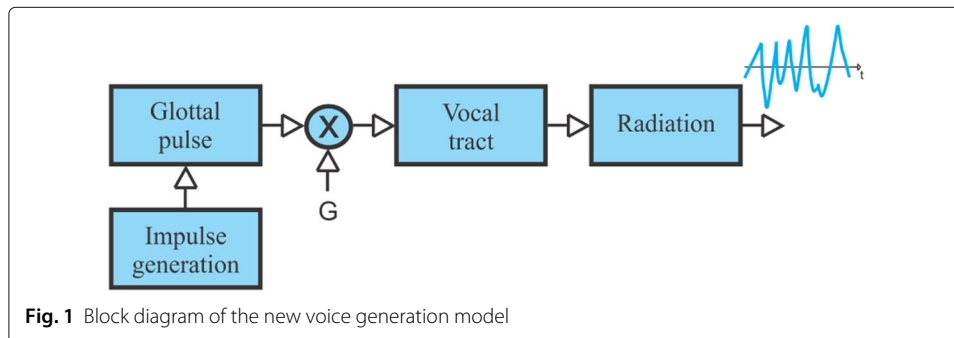 Glottal
pulse
X
G
Vocal
tract
Radiation
t
Impulse
generation
Fig. 1 Block diagram of the new voice generation model